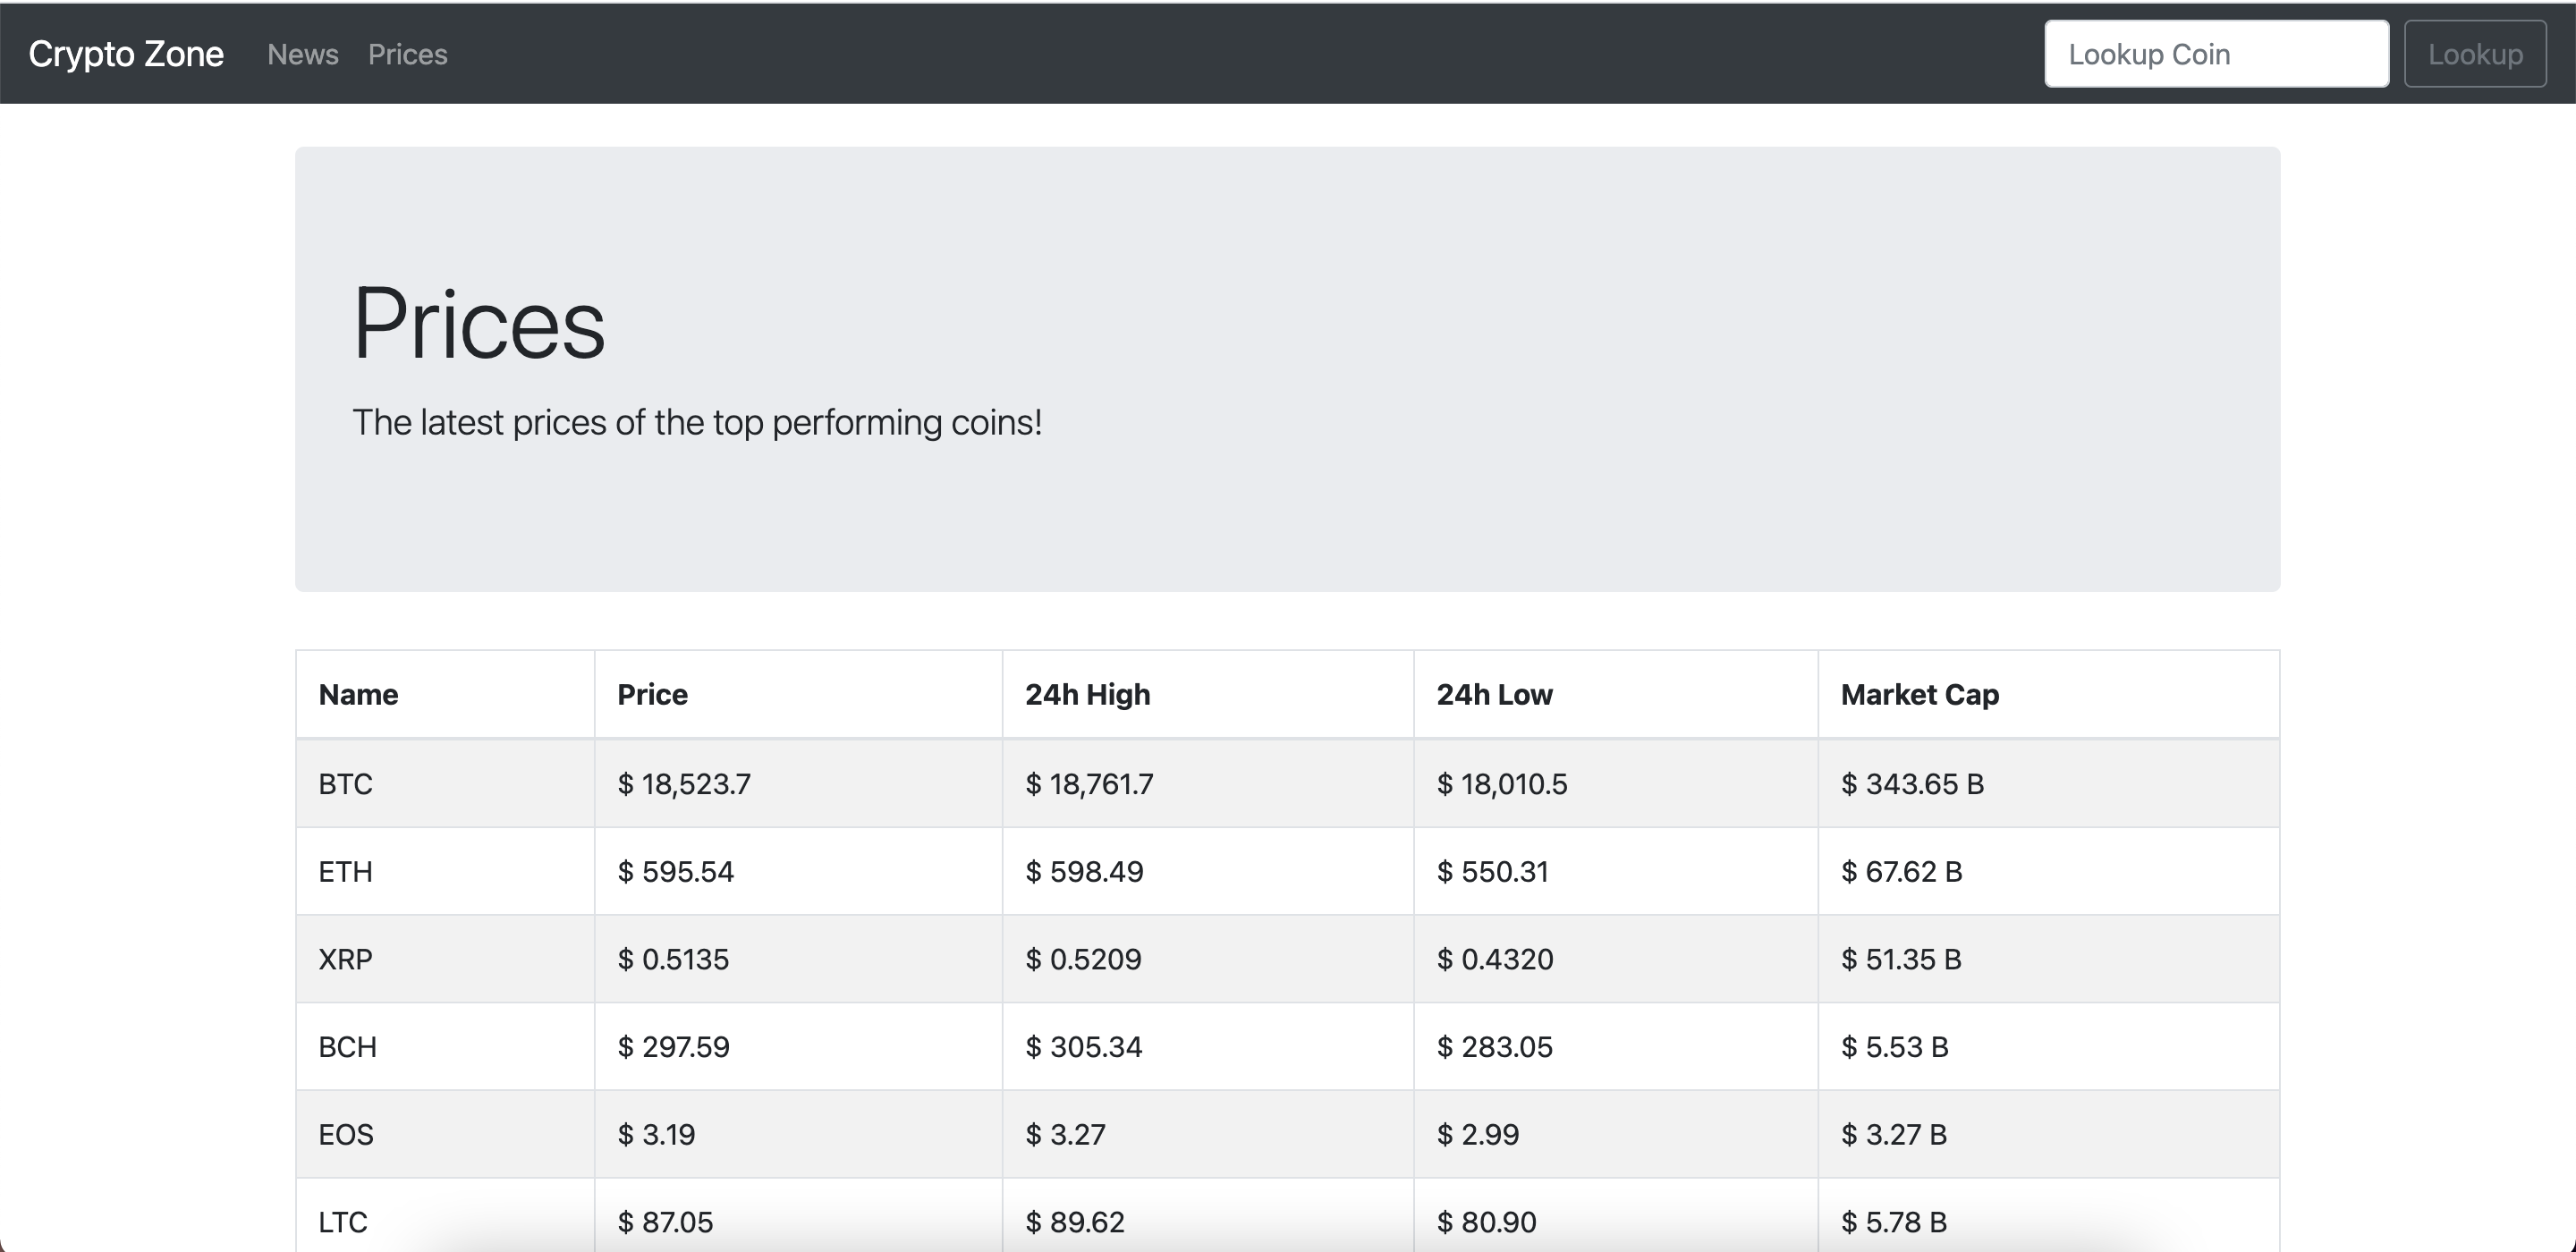 Crypto Zone News Prices Lookup Coin Lookup
Prices
The latest prices of the top performing coins!
Name Price 24h High 24h Low Market Cap
BTC $ 18,523.7 $ 18,761.7 $ 18,010.5 $ 343.65 B
ETH $ 595.54 $ 598.49 $ 550.31 $ 67.62 B
XRP $ 0.5135 $ 0.5209 $ 0.4320 $ 51.35 B
BCH $ 297.59 $ 305.34 $ 283.05 $ 5.53 B
EOS $ 3.19 $ 3.27 $ 2.99 $ 3.27 B
LTC $ 87.05 $ 89.62 $ 80.90 $ 5.78 B